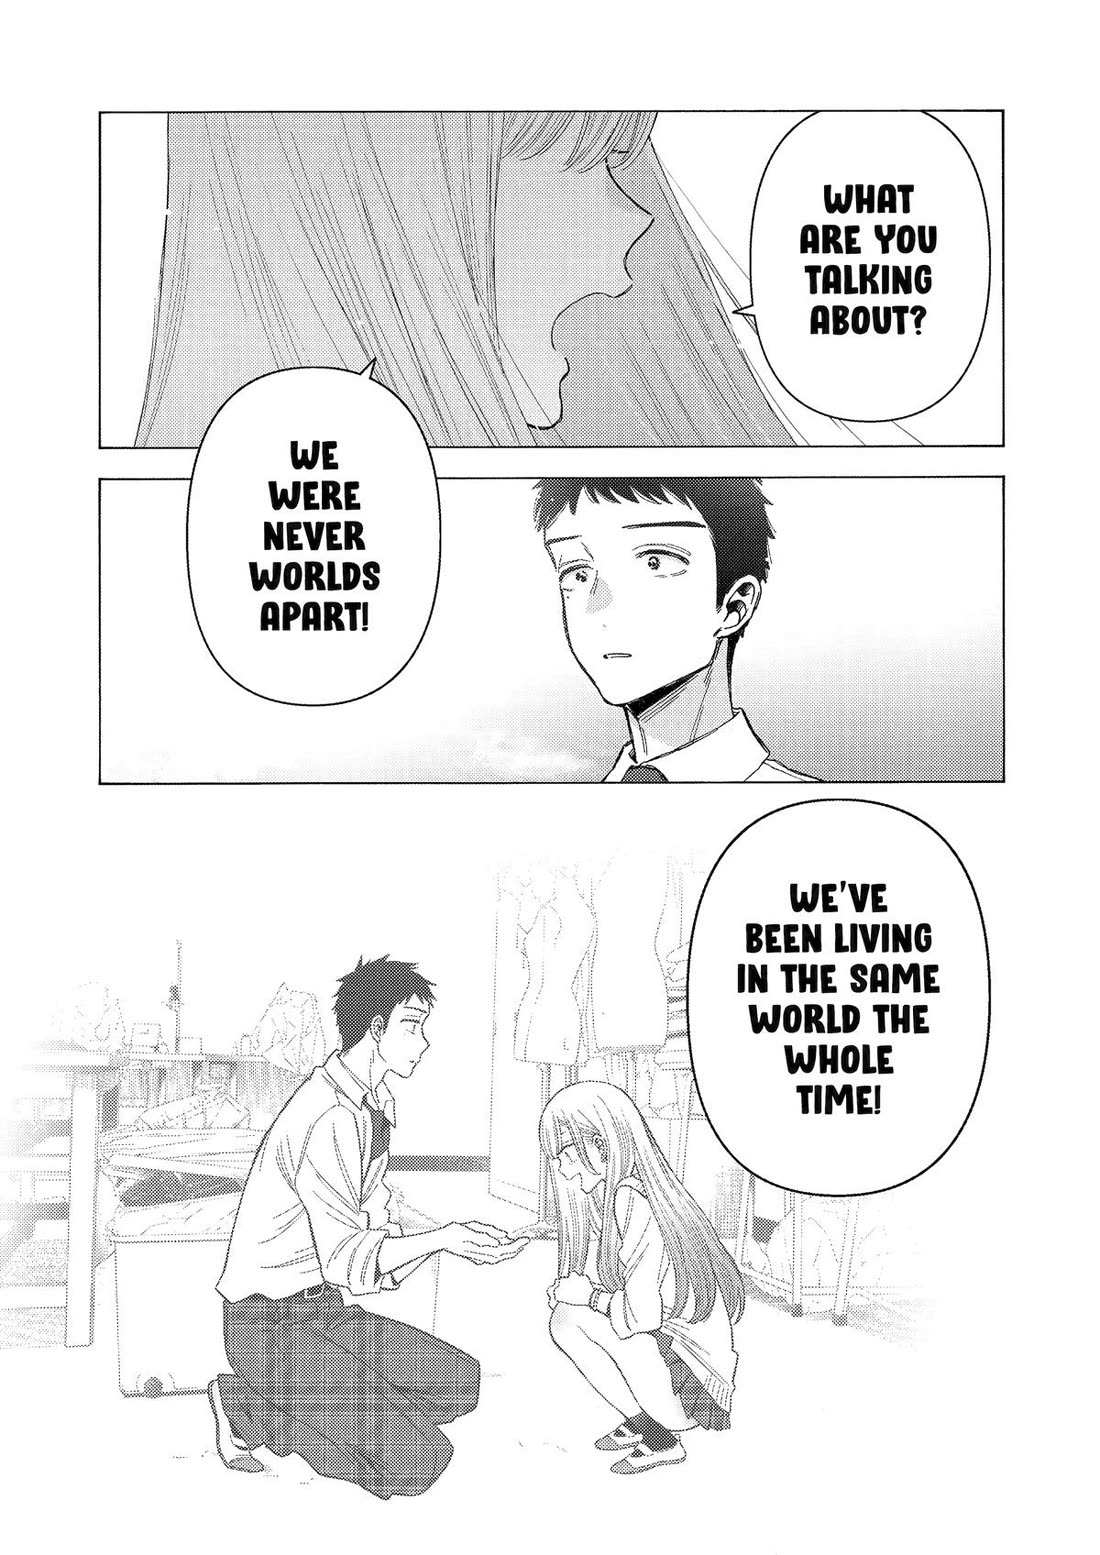 WHAT
ARE YOU
TALKING
ABOUT?
WE
WERE
NEVER
WORLDS
APART!
WE'VE
BEEN LIVING
IN THE SAME
WORLD THE
WHOLE
TIME!